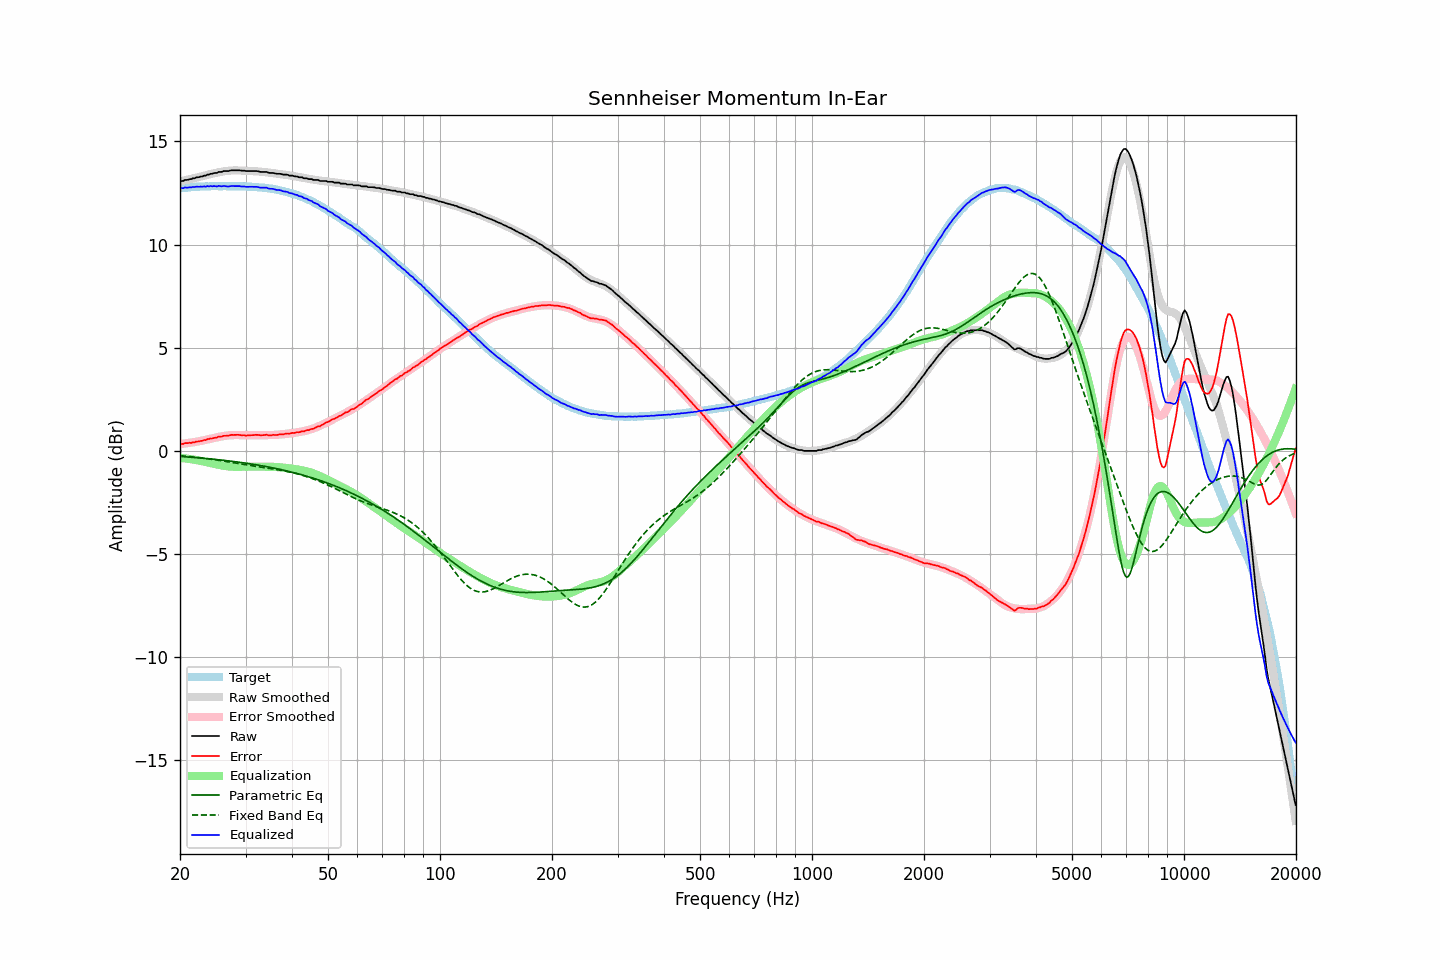 Sennheiser Momentum In-Ear
15
10
5
0
−5
−10
−15
Amplitude (dBr)
Target
Raw Smoothed
Error Smoothed
Raw
Error
Equalization
Parametric Eq
Fixed Band Eq
Equalized
20 50 100 200 500 1000 2000 5000 10000 20000
Frequency (Hz)